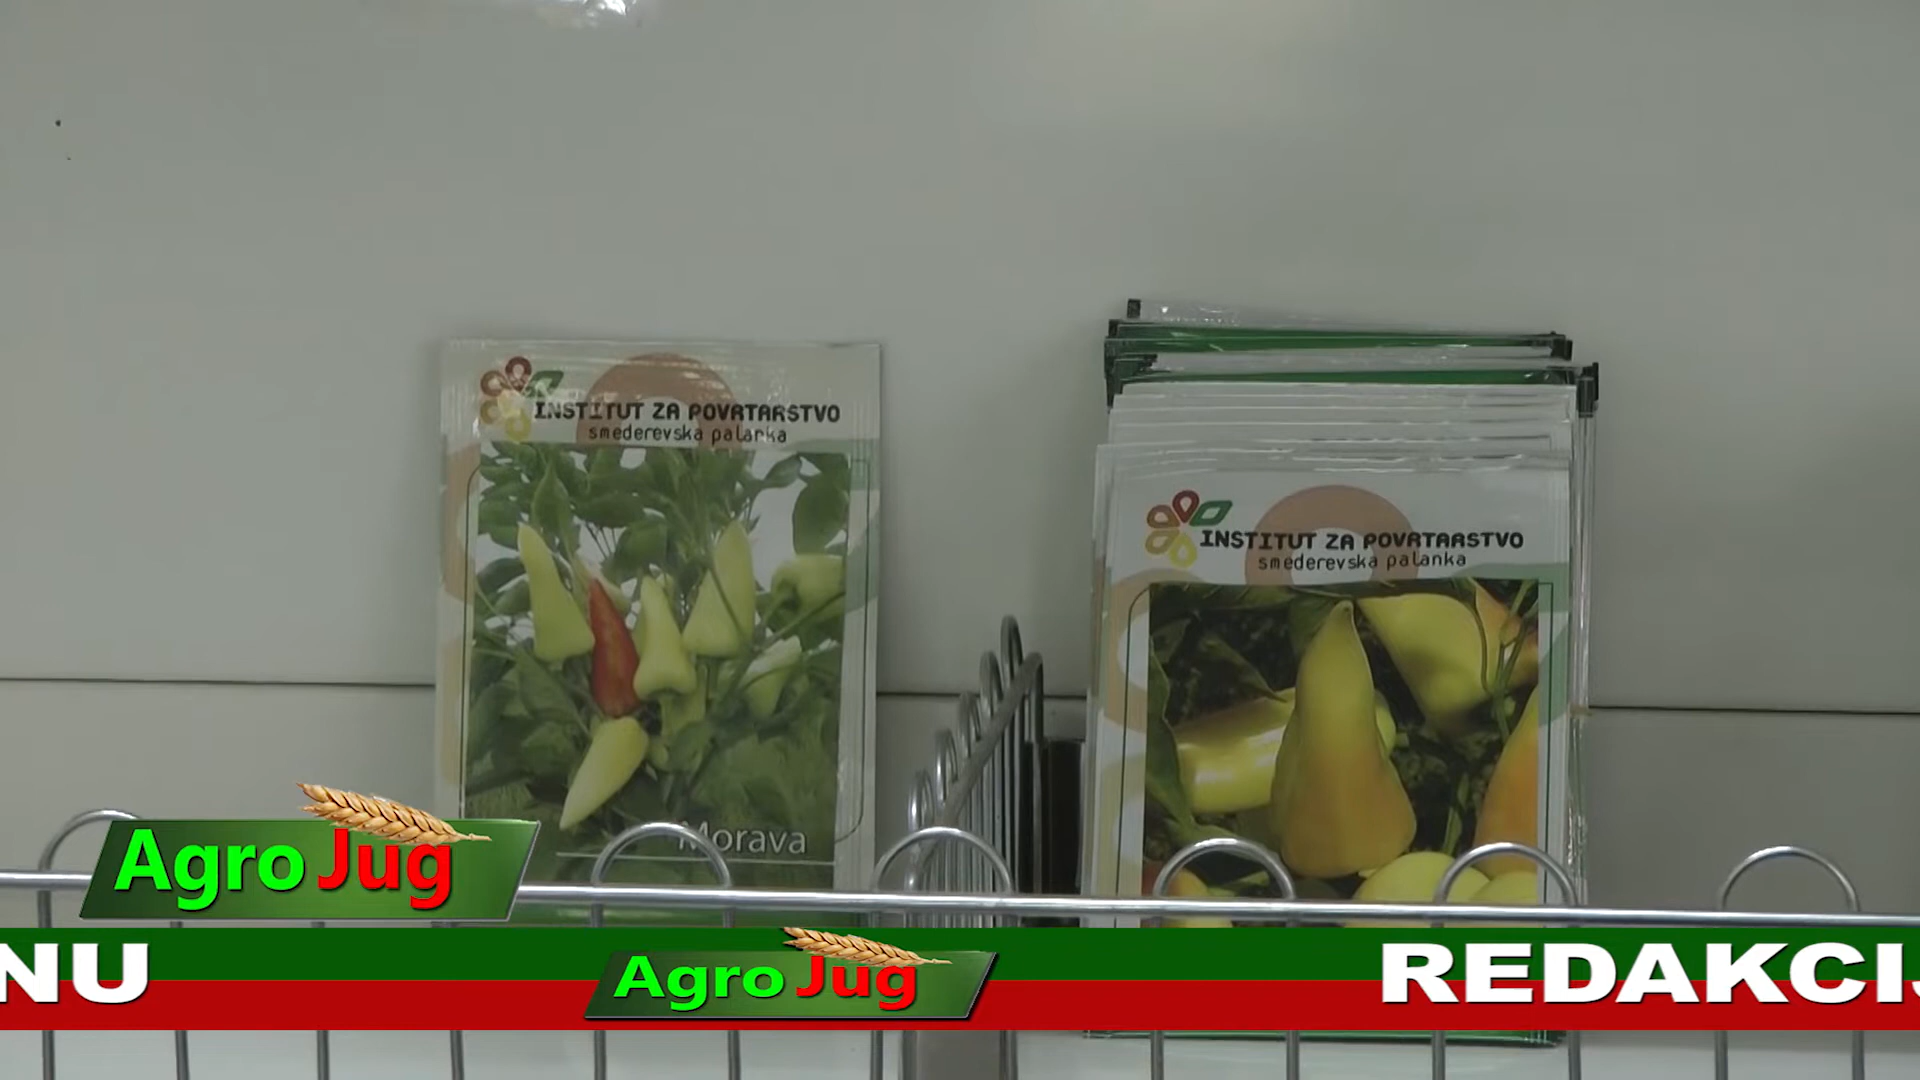 INSTITUT ZA POVRTARSTVO
smederevska palanka
INSTITUT ZA POVRTARSTVO
smederevska palanka
Morava
Agro Jug
NU
Agro Jug
REDAKCIJ